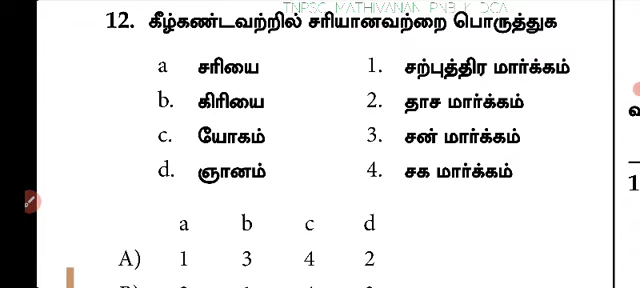 TNPSC MATHIVANAN PNB K DCA
12. கீழ்கண்டவற்றில் சரியானவற்றை பொருத்துக
a சரியை 1. சற்புத்திர மார்க்கம்
b. கிரியை 2. தாச மார்க்கம்
c. யோகம் 3. சன் மார்க்கம்
d. ஞானம் 4. சக மார்க்கம்
a b c d
A) 1 3 4 2